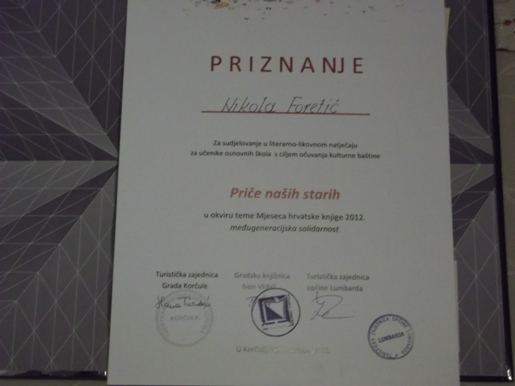 PRIZNANJE
Nikola Foretić
Za sudjelovanje u literarno-likovnom natječaju
za učenike osnovnih škola s ciljem očuvanja kulturne baštine
Priče naših starih
u okviru teme Mjeseca hrvatske knjige 2012.
međugeneracijska solidarnost
Turistička zajednica Gradska knjižnica Turistička zajednica
Grada Korčule Ivan Vidali općine Lumbarda
KORČULA
LUMBARDA